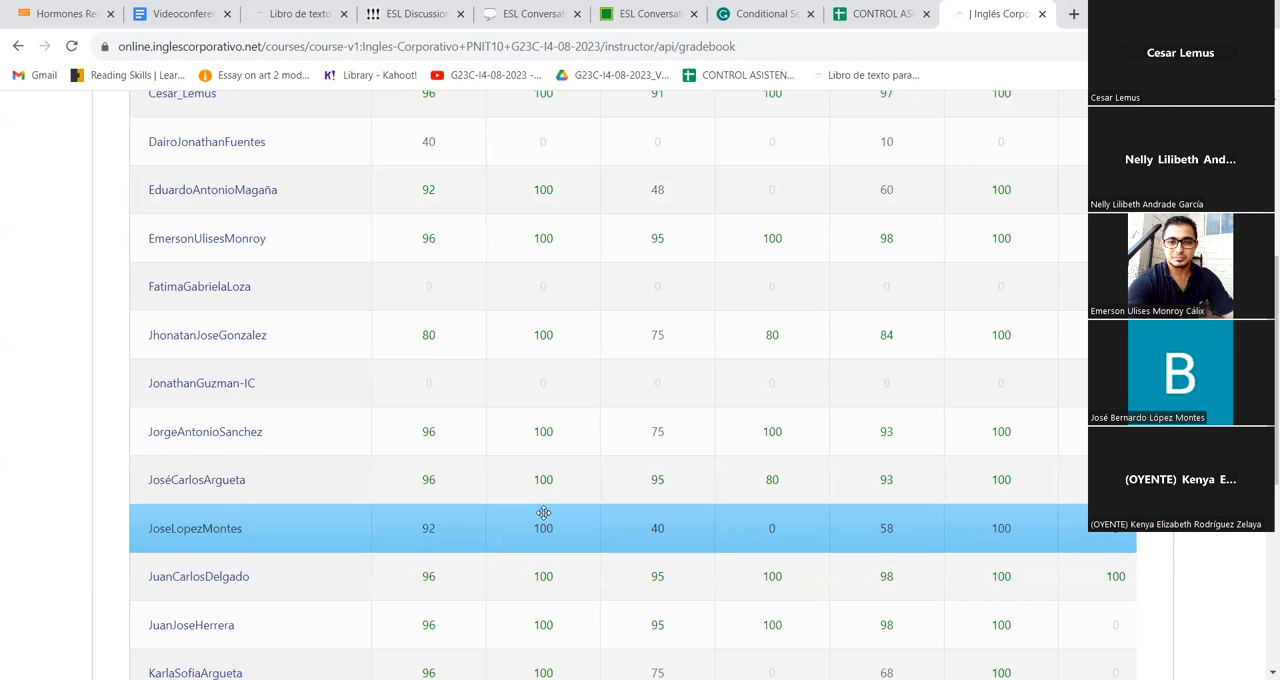 Hormones Rea
Videoconferen
Libro de texto
ESL Discussion
ESL Conversat
ESL Conversat
Conditional Se
CONTROL ASI
| Inglés Corpo
online.inglescorporativo.net/courses/course-v1:Ingles-Corporativo+PNIT10+G23C-I4-08-2023/instructor/api/gradebook
Gmail
Reading Skills | Lear...
Essay on art 2 mod...
K! Library - Kahoot!
G23C-I4-08-2023 -...
G23C-I4-08-2023_V...
CONTROL ASISTEN...
Libro de texto para...
Cesar_Lemus 96 100 91 100 97 100
DairoJonathanFuentes 40 0 0 0 10 0
EduardoAntonioMagaña 92 100 48 0 60 100
EmersonUlisesMonroy 96 100 95 100 98 100
FatimaGabrielaLoza 0 0 0 0 0 0
JhonatanJoseGonzalez 80 100 75 80 84 100
JonathanGuzman-IC 0 0 0 0 0 0
JorgeAntonioSanchez 96 100 75 100 93 100
JoséCarlosArgueta 96 100 95 80 93 100
JoseLopezMontes 92 100 40 0 58 100
JuanCarlosDelgado 96 100 95 100 98 100 100
JuanJoseHerrera 96 100 95 100 98 100 0
KarlaSofiaArgueta 96 100 75 0 68 100
Cesar Lemus
Cesar Lemus
Nelly Lilibeth And...
Nelly Lilibeth Andrade García
Emerson Ulises Monroy Cálix
B
José Bernardo López Montes
(OYENTE) Kenya E...
(OYENTE) Kenya Elizabeth Rodríguez Zelaya